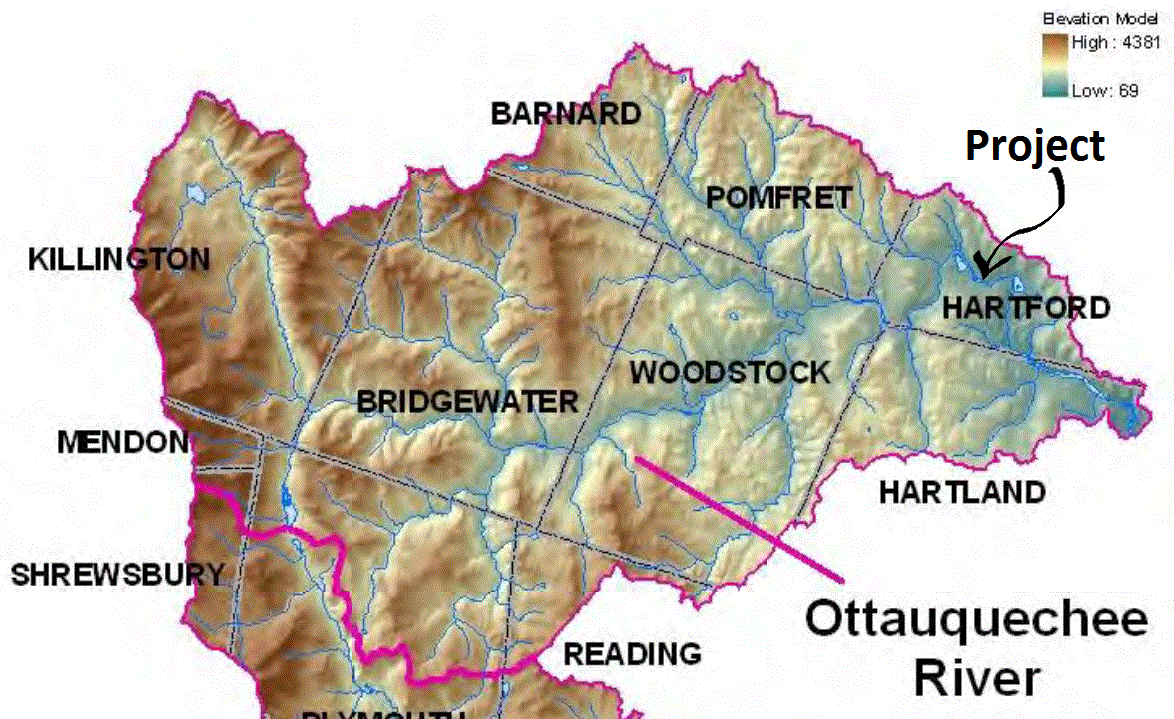 Elevation Model
High : 4381
Low: 69
Project
BARNARD
POMFRET
KILLINGTON
HARTFORD
WOODSTOCK
BRIDGEWATER
MENDON
HARTLAND
SHREWSBURY
Ottauquechee
River
READING
PLYMOUTH